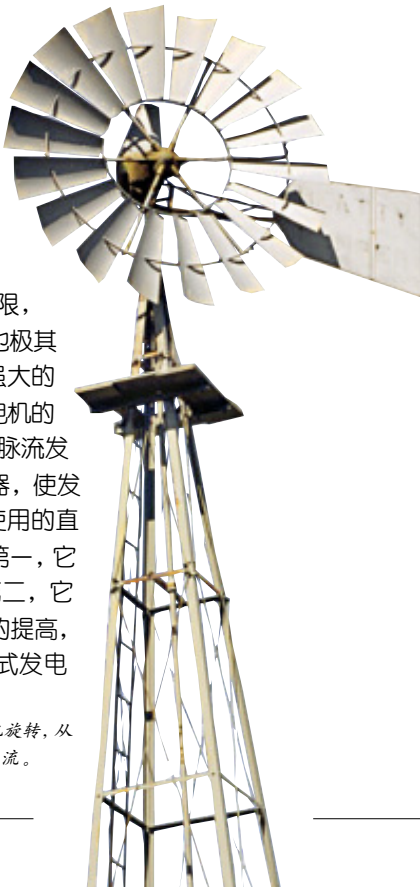 限，
也极其
强大的
电机的
脉流发
器，使发
使用的直
第一，它
二，它
的提高，
式发电
旋转，从
流。